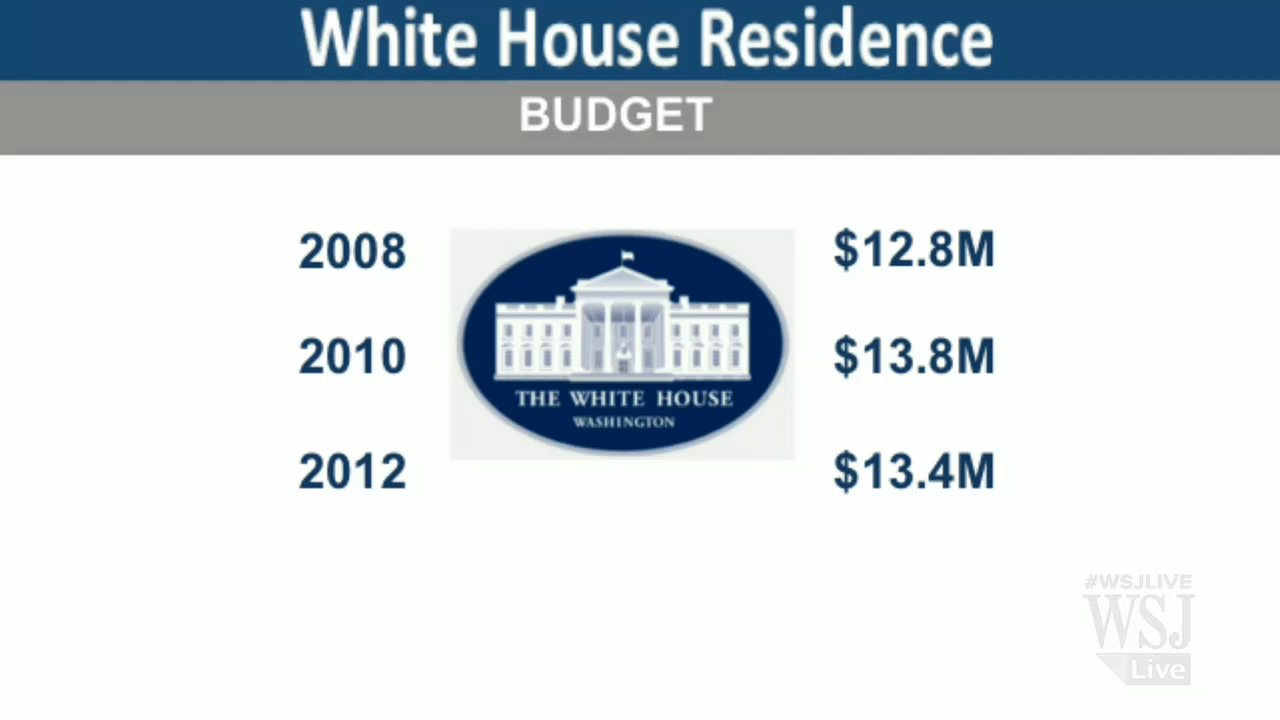 White House Residence
BUDGET
2008 $12.8M
2010 $13.8M
THE WHITE HOUSE
WASHINGTON
2012 $13.4M
#WSJLIVE
WSJ
Live